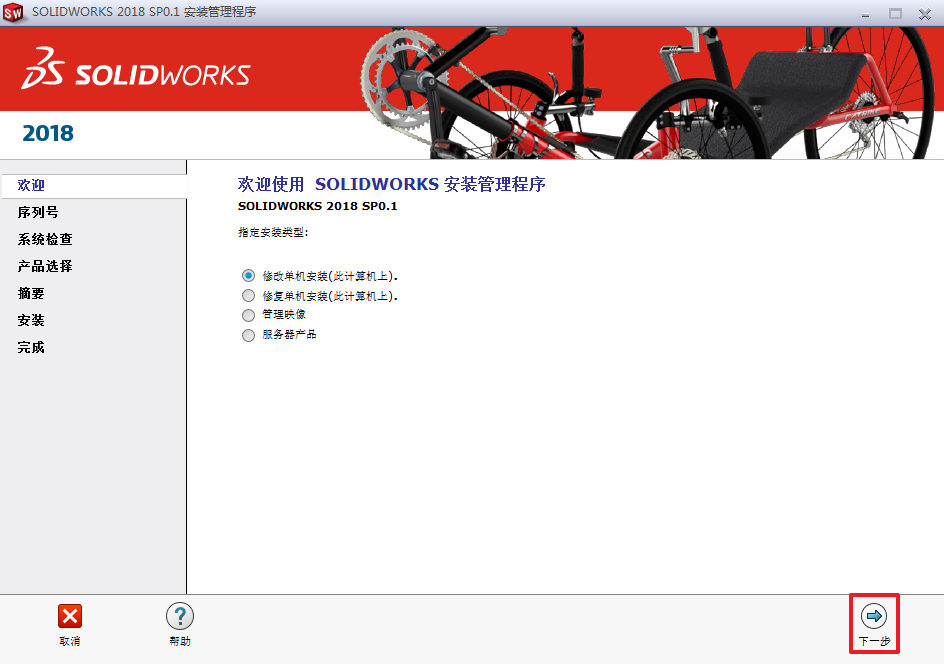 SOLIDWORKS 2018 SP0.1 安装管理程序
SOLIDWORKS
2018
CATRIKE
欢迎
序列号
系统检查
产品选择
摘要
安装
完成
欢迎使用 SOLIDWORKS 安装管理程序
SOLIDWORKS 2018 SP0.1
指定安装类型:
修改单机安装(此计算机上).
修复单机安装(此计算机上).
管理映像
服务器产品
取消
帮助
下一步